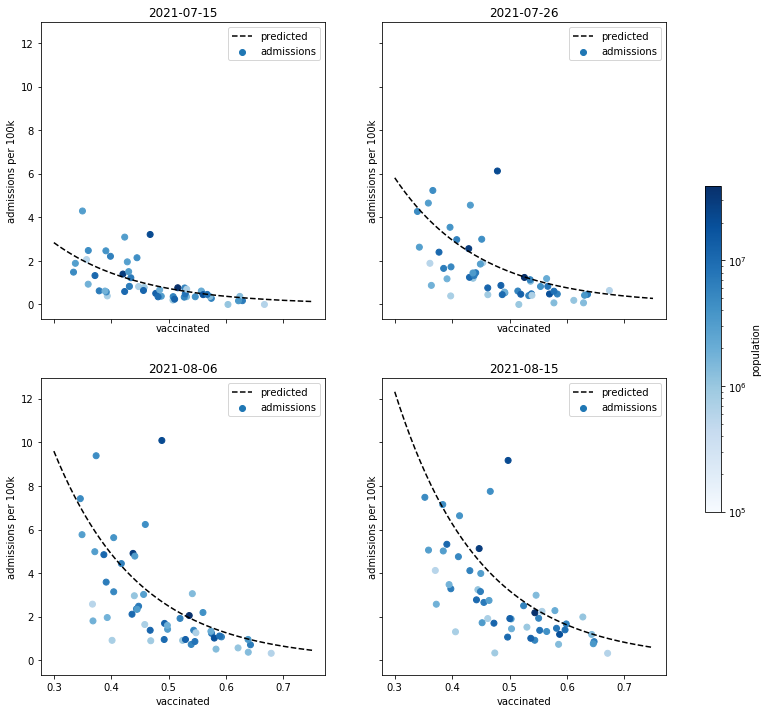 2021-07-15
predicted
admissions
12
10
8
6
4
2
0
admissions per 100k
vaccinated
2021-07-26
predicted
admissions
admissions per 100k
vaccinated
2021-08-06
predicted
admissions
12
10
8
6
4
2
0
admissions per 100k
0.3 0.4 0.5 0.6 0.7
vaccinated
2021-08-15
predicted
admissions
admissions per 100k
0.3 0.4 0.5 0.6 0.7
vaccinated
10⁷
10⁶
10⁵
population